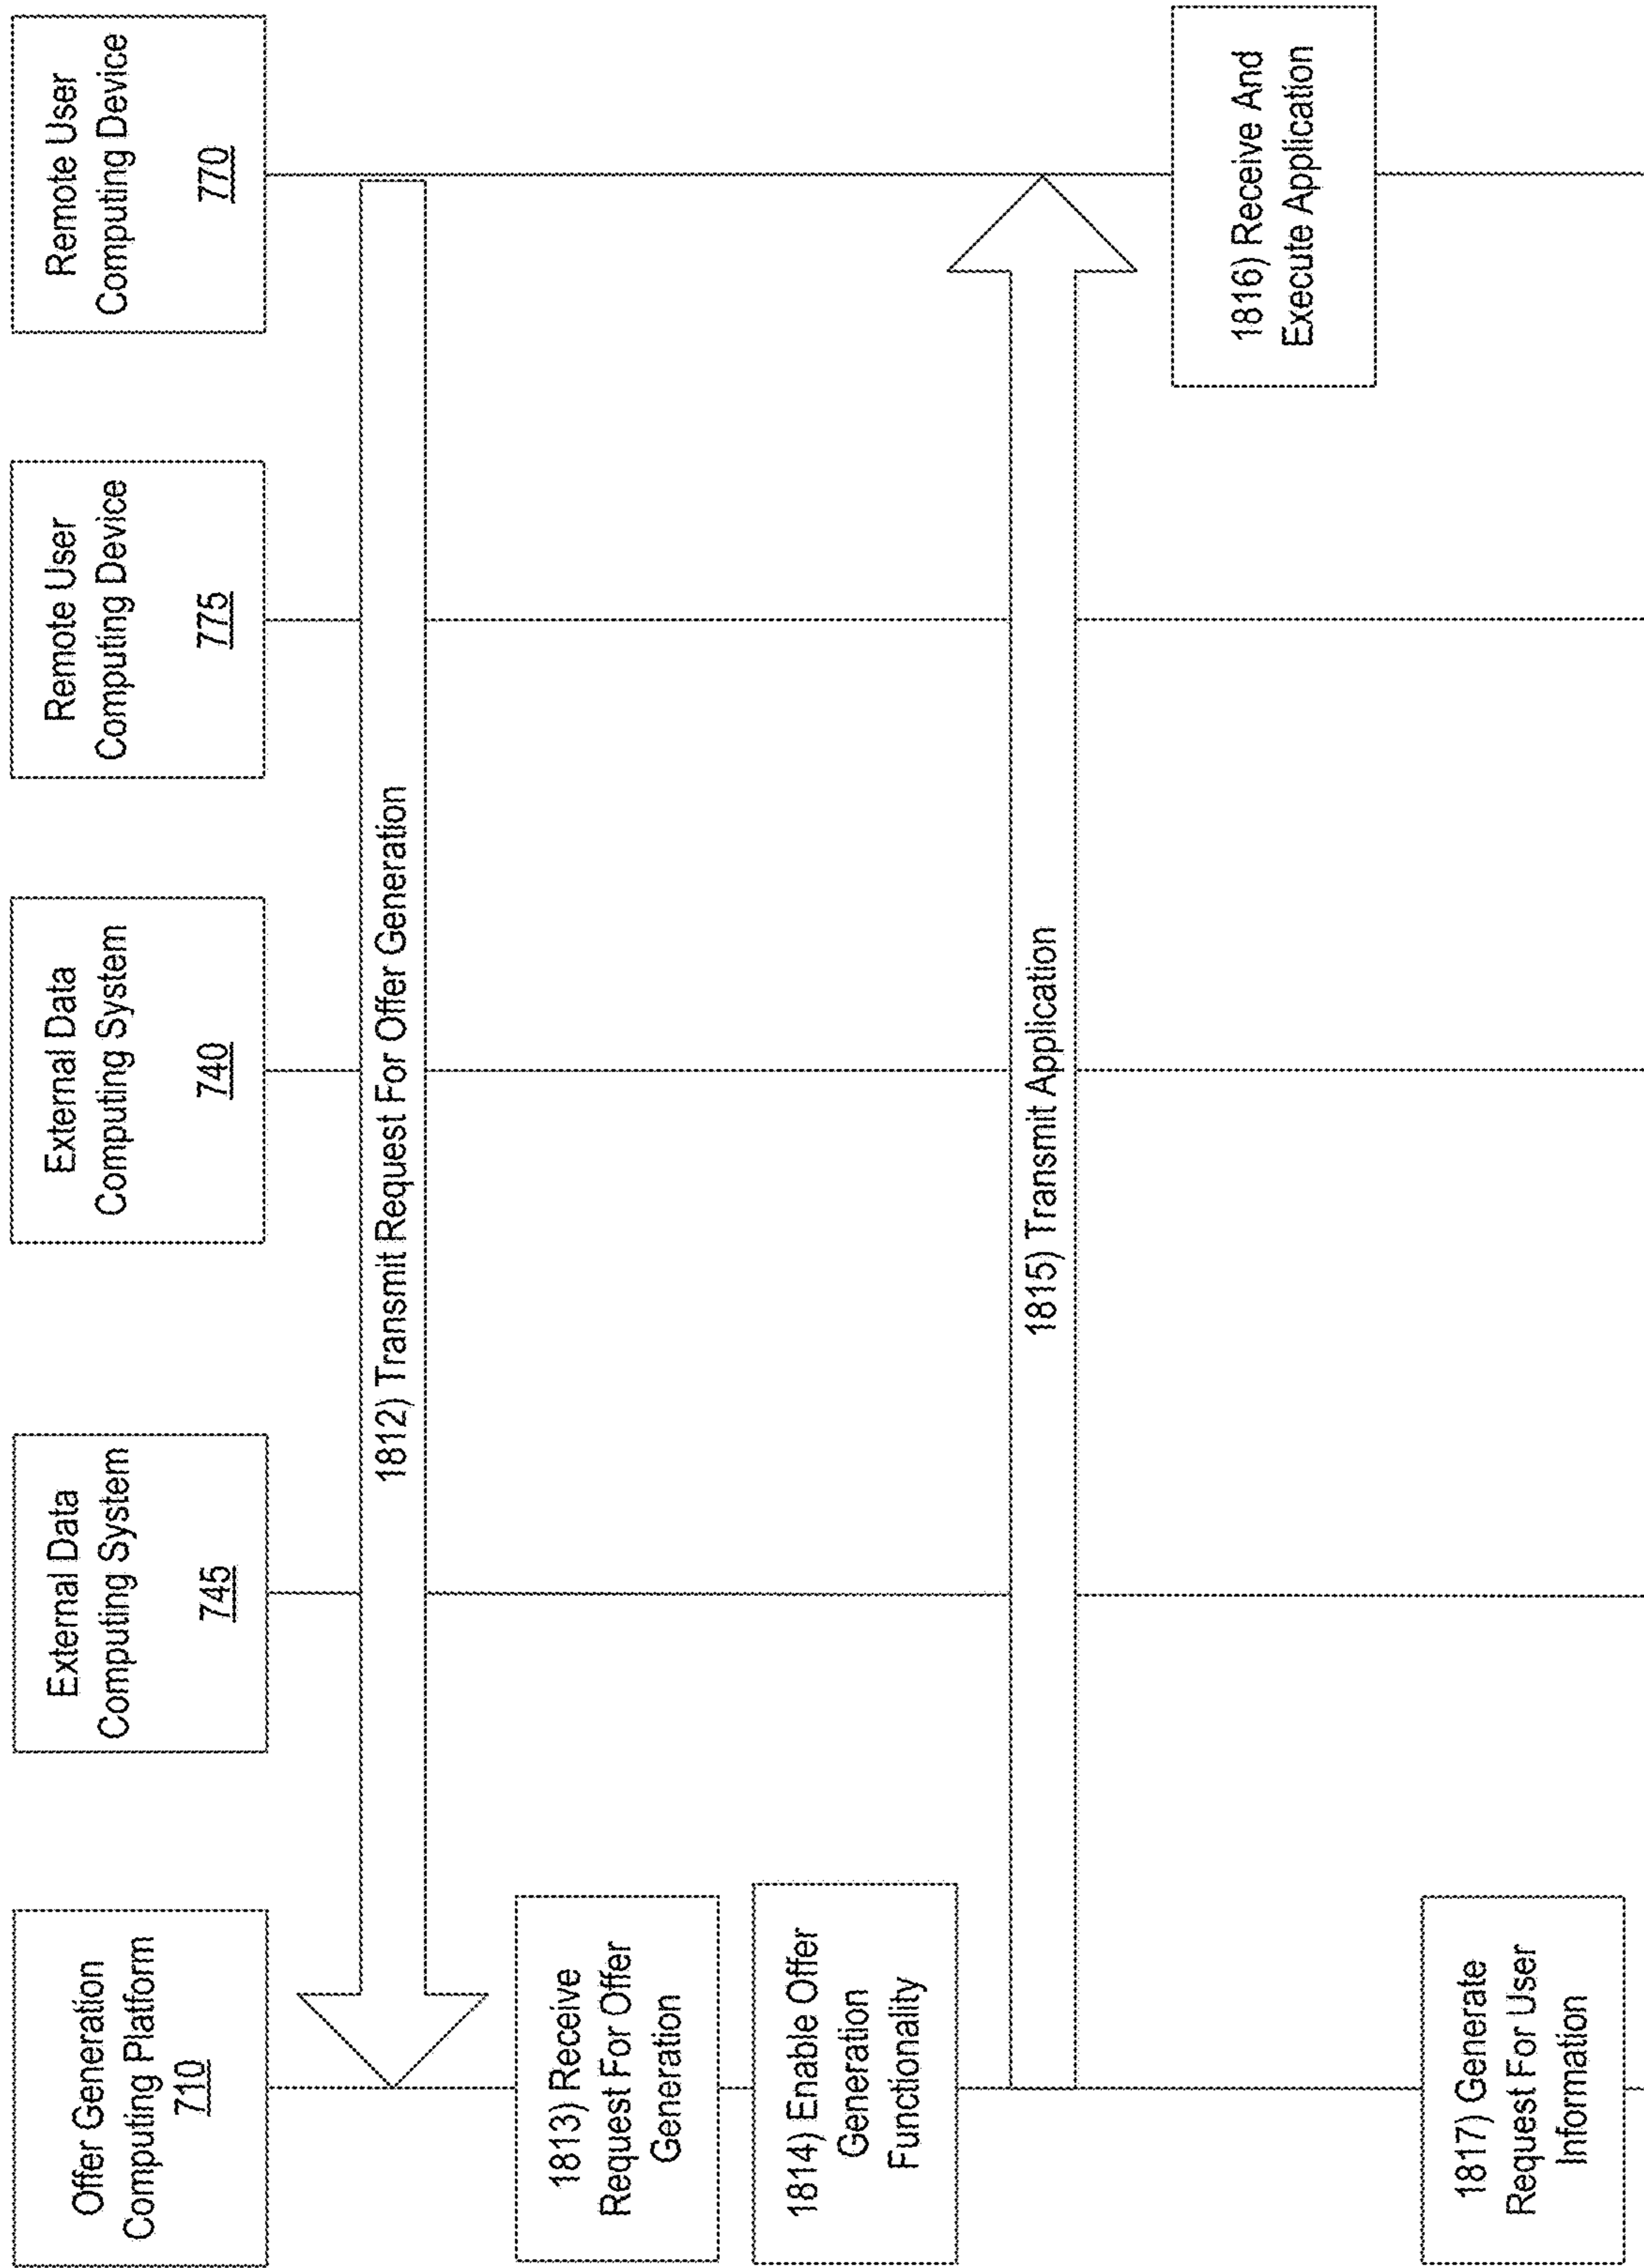 Offer Generation
Computing Platform
710
External Data
Computing System
745
External Data
Computing System
740
Remote User
Computing Device
775
Remote User
Computing Device
770
1812) Transmit Request For Offer Generation
1813) Receive
Request For Offer
Generation
1814) Enable Offer
Generation
Functionality
1815) Transmit Application
1816) Receive And
Execute Application
1817) Generate
Request For User
Information